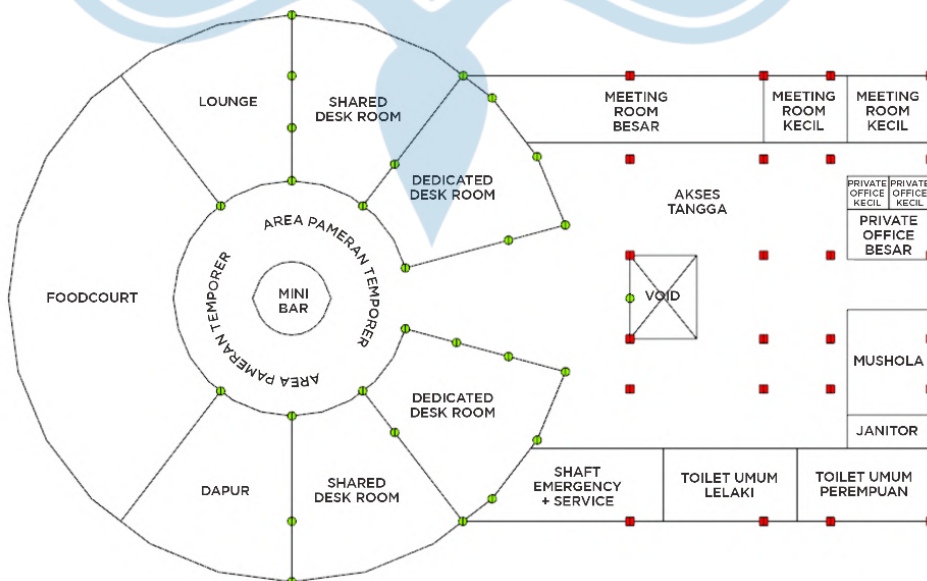 LOUNGE
SHARED
DESK ROOM
MEETING
ROOM
BESAR
MEETING
ROOM
KECIL
MEETING
ROOM
KECIL
DEDICATED
DESK ROOM
AKSES
TANGGA
PRIVATE
OFFICE
KECIL
PRIVATE
OFFICE
KECIL
PRIVATE
OFFICE
BESAR
AREA PAMERAN TEMPORER
AREA PAMERAN TEMPORER
FOODCOURT
MINI
BAR
VOID
MUSHOLA
DEDICATED
DESK ROOM
JANITOR
DAPUR
SHARED
DESK ROOM
SHAFT
EMERGENCY
+ SERVICE
TOILET UMUM
LELAKI
TOILET UMUM
PEREMPUAN